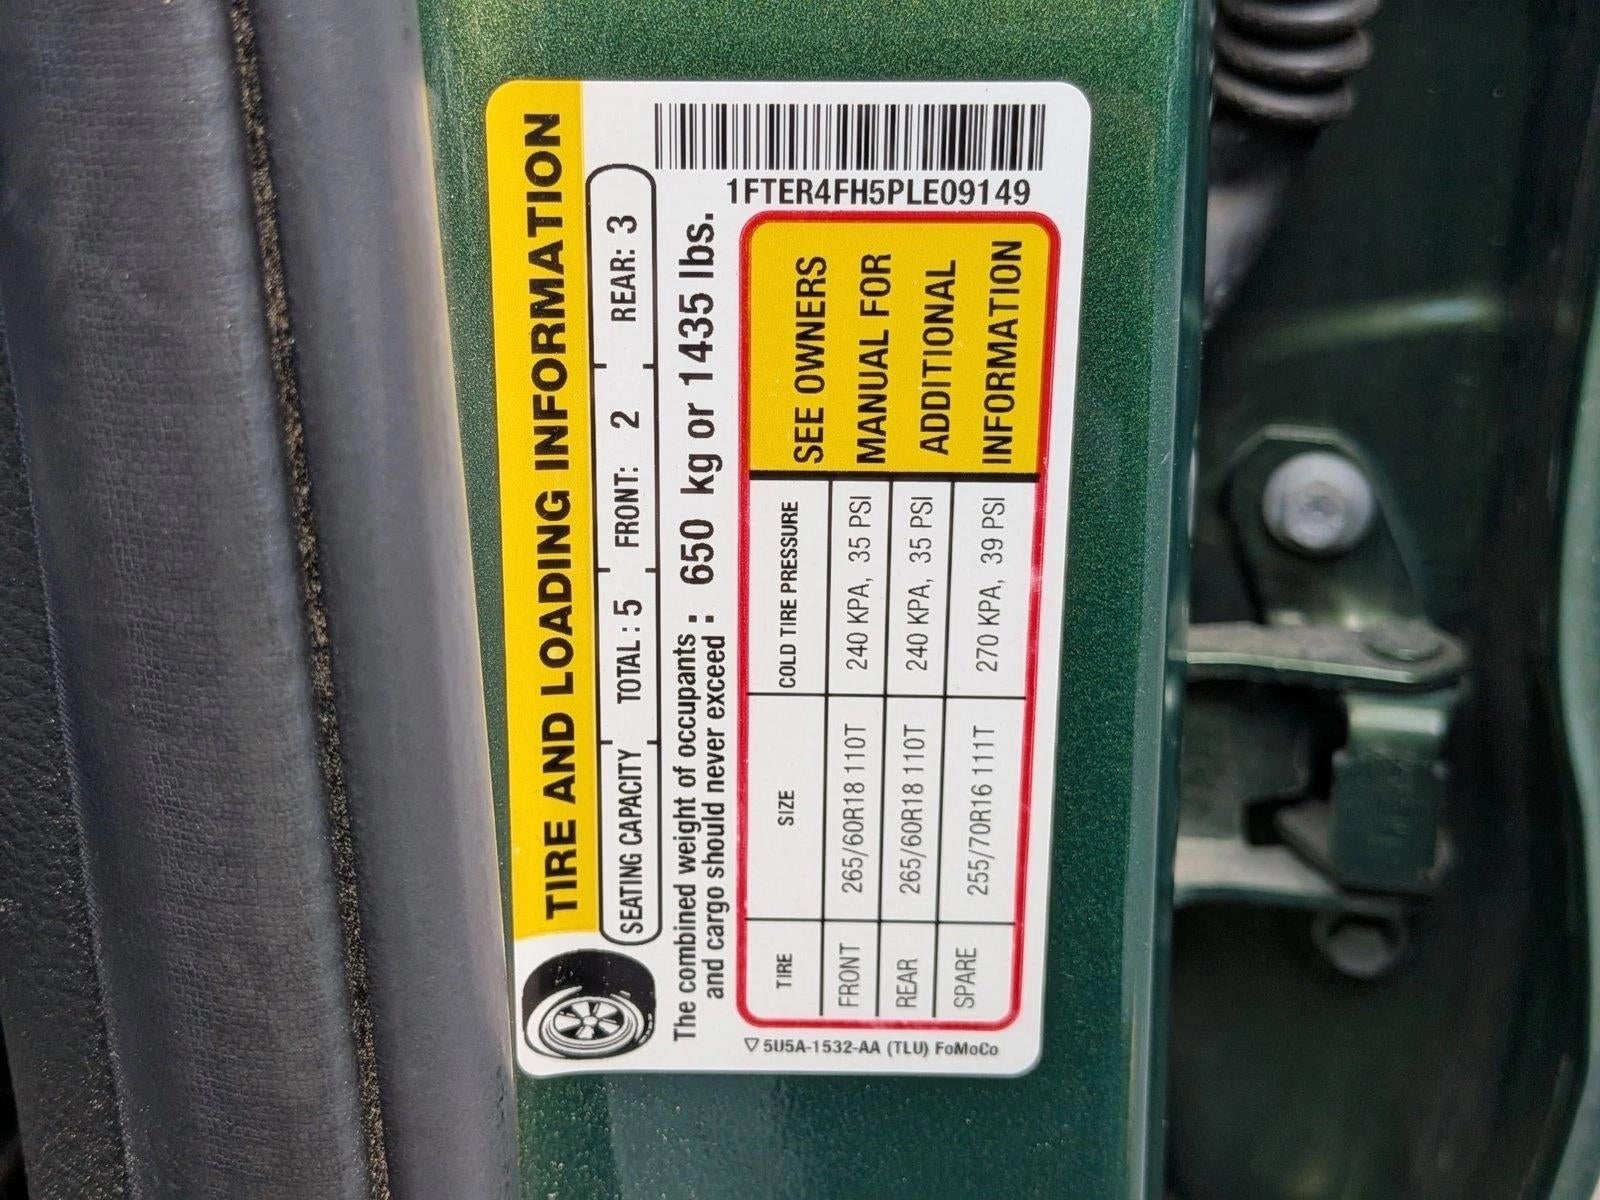 TIRE AND LOADING INFORMATION
SEATING CAPACITY TOTAL : 5 FRONT: 2 REAR: 3
The combined weight of occupants
and cargo should never exceed : 650 kg or 1435 lbs.
1FTER4FH5PLE09149
TIRE SIZE COLD TIRE PRESSURE
FRONT 265/60R18 110T 240 KPA, 35 PSI
REAR 265/60R18 110T 240 KPA, 35 PSI
SPARE 255/70R16 111T 270 KPA, 39 PSI
SEE OWNERS
MANUAL FOR
ADDITIONAL
INFORMATION
5U5A-1532-AA (TLU) FoMoCo